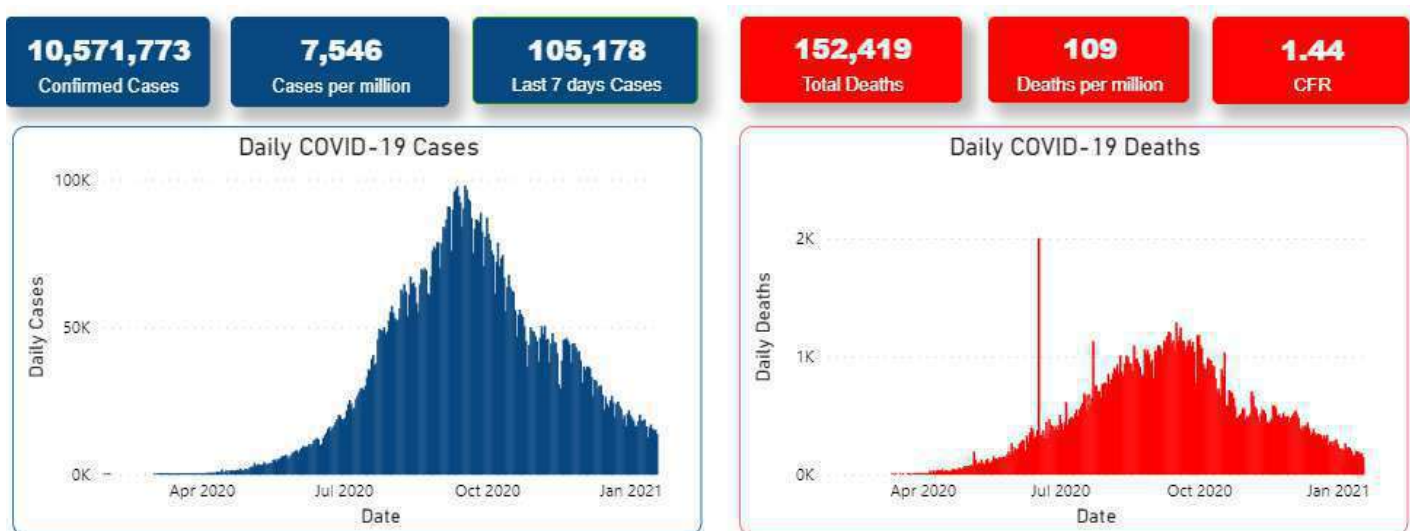 10,571,773
Confirmed Cases
7,546
Cases per million
105,178
Last 7 days Cases
152,419
Total Deaths
109
Deaths per million
1.44
CFR
Daily COVID-19 Cases
100K
50K
0K
Daily Cases
Apr 2020 Jul 2020 Oct 2020 Jan 2021
Date
Daily COVID-19 Deaths
2K
1K
0K
Daily Deaths
Apr 2020 Jul 2020 Oct 2020 Jan 2021
Date